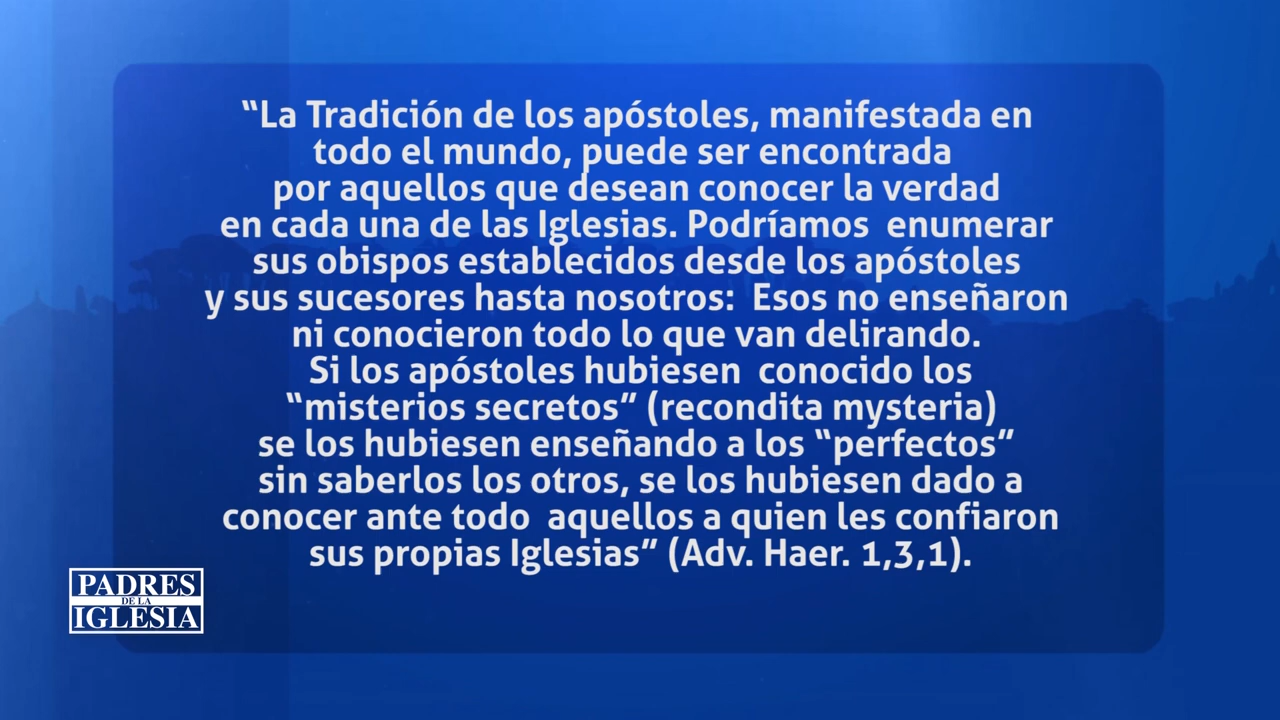 “La Tradición de los apóstoles, manifestada en
todo el mundo, puede ser encontrada
por aquellos que desean conocer la verdad
en cada una de las Iglesias. Podríamos  enumerar
sus obispos establecidos desde los apóstoles
y sus sucesores hasta nosotros:  Esos no enseñaron
ni conocieron todo lo que van delirando.
Si los apóstoles hubiesen  conocido los
“misterios secretos” (recondita mysteria)
se los hubiesen enseñando a los “perfectos”
sin saberlos los otros, se los hubiesen dado a
conocer ante todo  aquellos a quien les confiaron
sus propias Iglesias” (Adv. Haer. 1,3,1).
PADRES
DE LA
IGLESIA